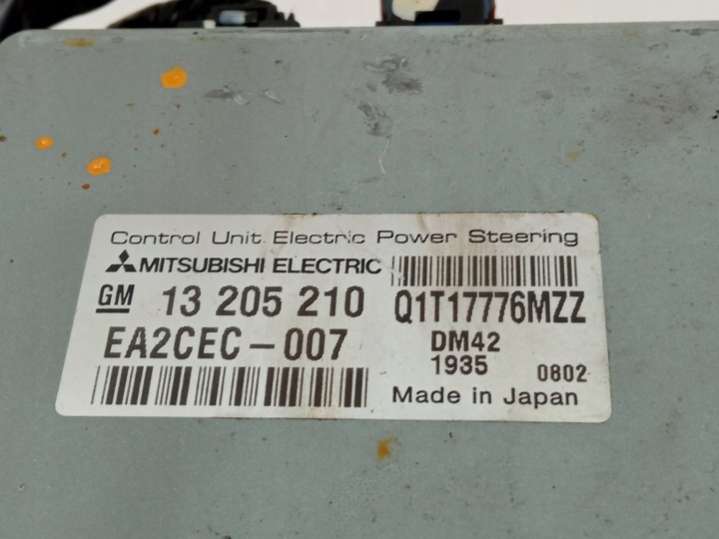 Control Unit Electric Power Steering
MITSUBISHI ELECTRIC
GM 13 205 210
Q1T17776MZZ
EA2CEC-007
DM42
1935
0802
Made in Japan